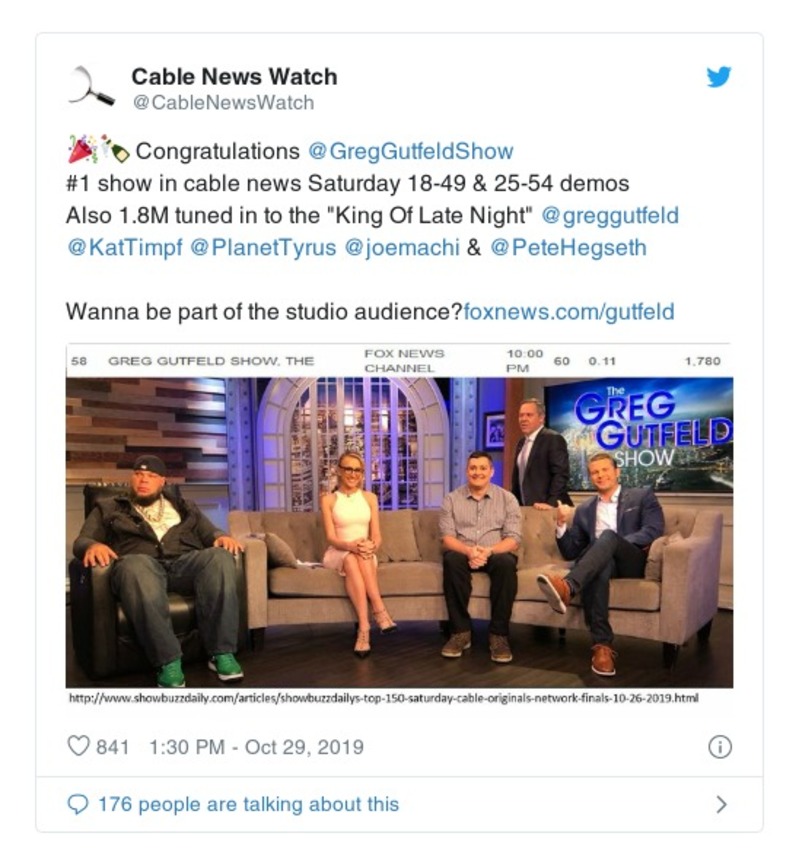 Cable News Watch
@CableNewsWatch
🎉🍾 Congratulations @GregGutfeldShow
#1 show in cable news Saturday 18-49 & 25-54 demos
Also 1.8M tuned in to the "King Of Late Night" @greggutfeld
@KatTimpf @PlanetTyrus @joemachi & @PeteHegseth
Wanna be part of the studio audience?foxnews.com/gutfeld
58 GREG GUTFELD SHOW, THE FOX NEWS CHANNEL 10:00 PM 60 0.11 1,780
The
GREG
GUTFELD
SHOW
http://www.showbuzzdaily.com/articles/showbuzzdailys-top-150-saturday-cable-originals-network-finals-10-26-2019.html
841 1:30 PM - Oct 29, 2019
176 people are talking about this